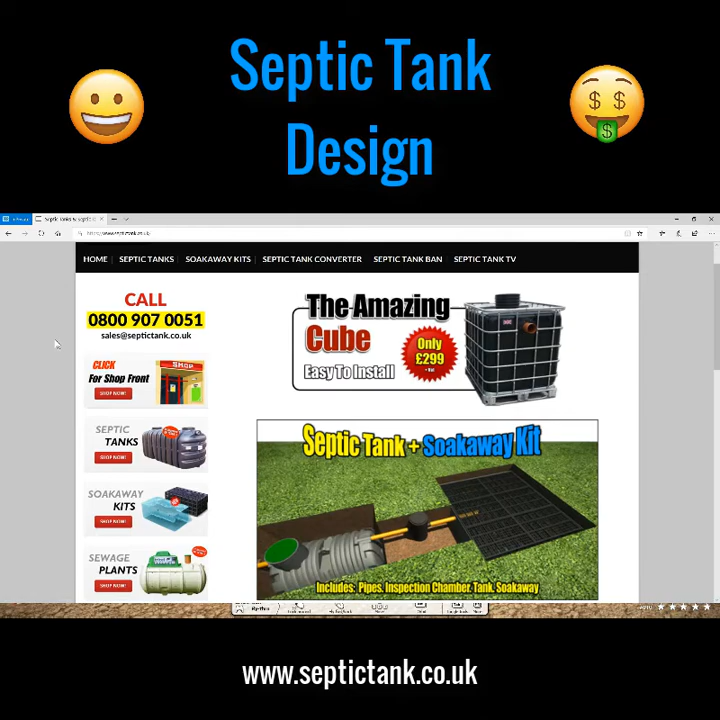 Septic Tank
Design
HOME SEPTIC TANKS SOAKAWAY KITS SEPTIC TANK CONVERTER SEPTIC TANK BAN SEPTIC TANK TV
CALL
0800 907 0051
sales@septictank.co.uk
CLICK
For Shop Front
SHOP NOW!
SHOP
SEPTIC
TANKS
SHOP NOW!
SOAKAWAY
KITS
SHOP NOW!
SEWAGE
PLANTS
SHOP NOW!
The Amazing
Cube
Easy To Install
Only
£299
+ Vat
Septic Tank + Soakaway Kit
Includes: Pipes, Inspection Chamber, Tank, Soakaway
www.septictank.co.uk